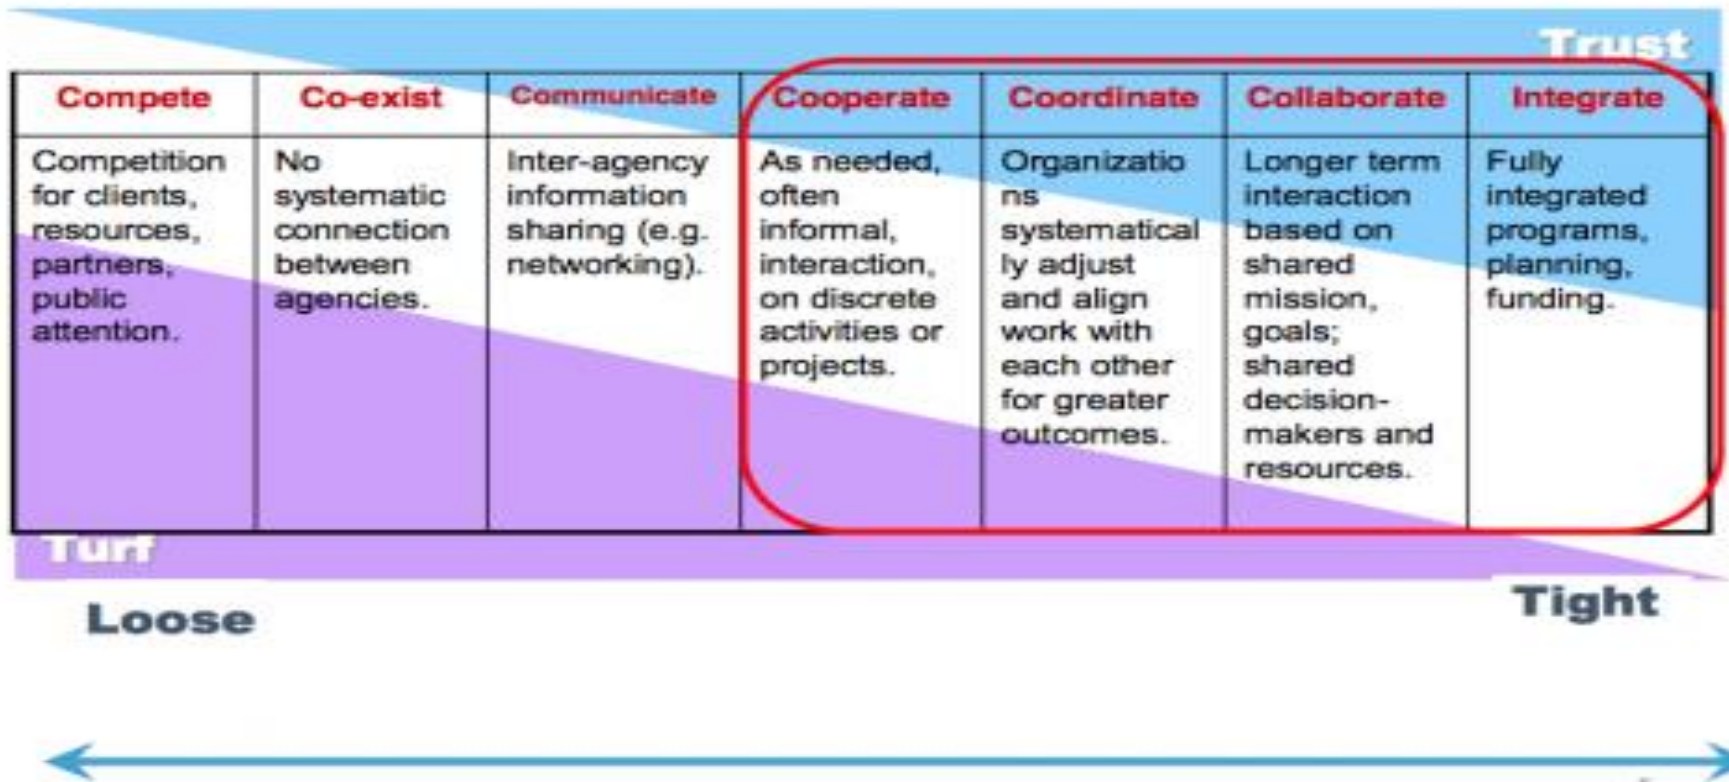 Trust
Compete
Co-exist
Communicate
Cooperate
Coordinate
Collaborate
Integrate
Competition
for clients,
resources,
partners,
public
attention.
No
systematic
connection
between
agencies.
Inter-agency
information
sharing (e.g.
networking).
As needed,
often
informal,
interaction,
on discrete
activities or
projects.
Organizatio
ns
systematical
ly adjust
and align
work with
each other
for greater
outcomes.
Longer term
interaction
based on
shared
mission,
goals;
shared
decision-
makers and
resources.
Fully
integrated
programs,
planning,
funding.
Turf
Loose
Tight